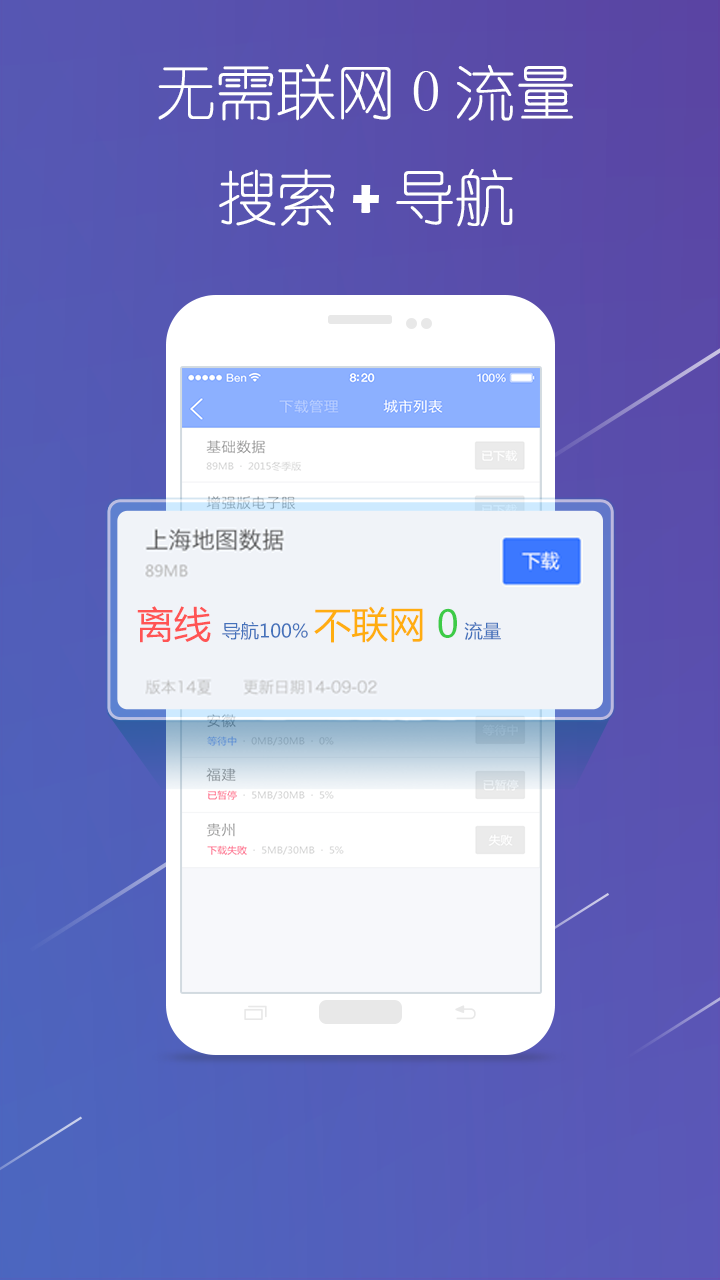 无需联网 0 流量
搜索 + 导航
Ben 8:20 100%
下载管理 城市列表
基础数据
89MB · 2015冬季版 已下载
增强版电子眼
上海地图数据
89MB 下载
离线 导航100% 不联网 0 流量
版本14夏 更新日期14-09-02
安徽
等待中 · 0MB/30MB · 0% 等待中
福建
已暂停 · 5MB/30MB · 5% 已暂停
贵州
下载失败 · 5MB/30MB · 5% 失败